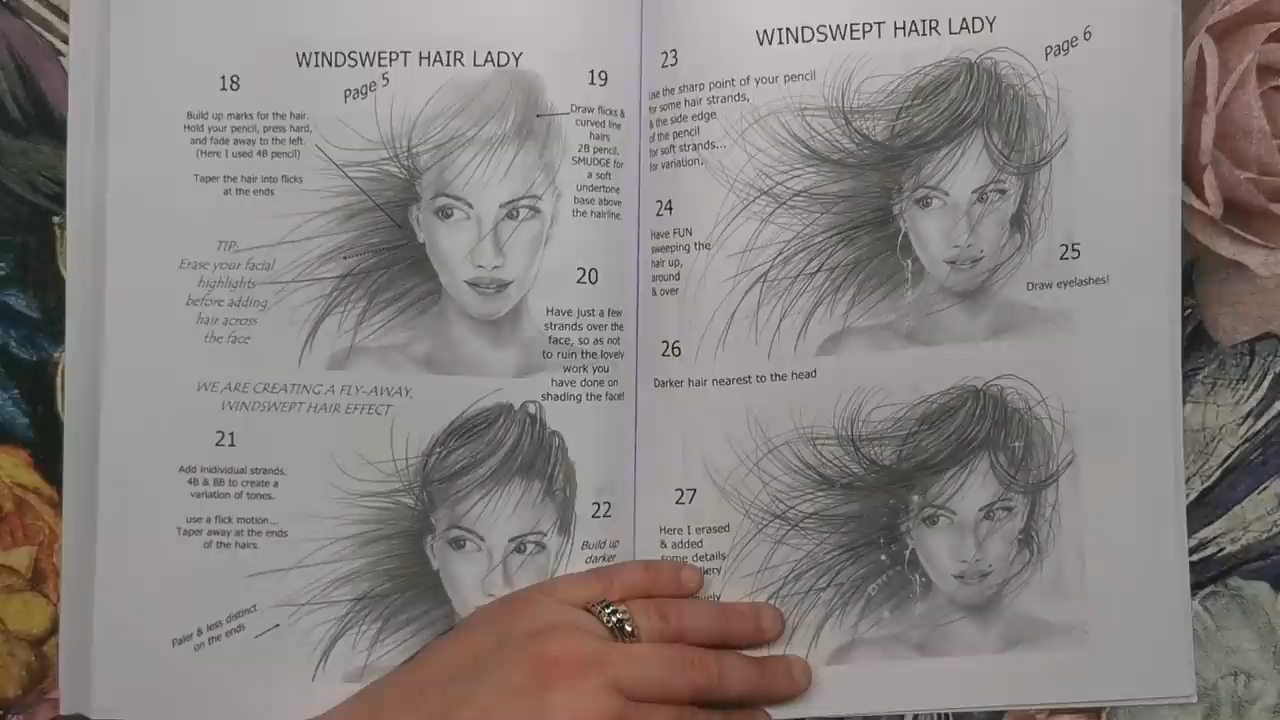 WINDSWEPT HAIR LADY
Page 5
18
Build up marks for the hair.
Hold your pencil, press hard,
and fade away to the left.
(Here I used 4B pencil)
Taper the hair into flicks
at the ends
19
Draw flicks &
curved line
hairs
2B pencil,
SMUDGE for
a soft
undertone
base above
the hairline.
TIP:
Erase your facial
highlights
before adding
hair across
the face
20
Have just a few
strands over the
face, so as not
to ruin the lovely
work you
have done on
shading the face!
WE ARE CREATING A FLY-AWAY,
WINDSWEPT HAIR EFFECT
21
Add inidividual strands.
4B & 8B to create a
variation of tones.
use a flick motion...
Taper away at the ends
of the hairs.
22
Build up
darker
Paler & less distinct
on the ends
WINDSWEPT HAIR LADY
Page 6
23
use the sharp point of your pencil
for some hair strands,
& the side edge
of the pencil
for soft strands...
for variation.
24
Have FUN
sweeping the
hair up,
around
& over
25
Draw eyelashes!
26
Darker hair nearest to the head
27
Here I erased
& added
some details